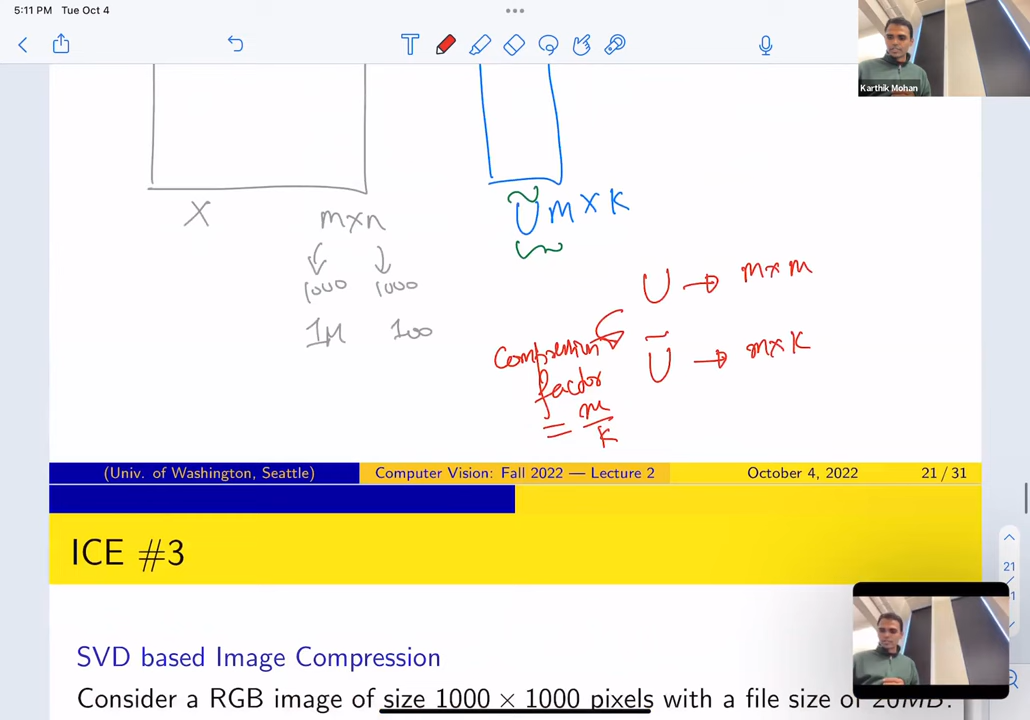 5:11 PM Tue Oct 4
T
Karthik Mohan
X
m×n
1000 1000
1M 100
Ũ m×K
U → m×m
Ũ → m×K
Compression
factor
= m/k
(Univ. of Washington, Seattle) Computer Vision: Fall 2022 — Lecture 2 October 4, 2022 21 / 31
21
1
ICE #3
SVD based Image Compression
Consider a RGB image of size 1000 × 1000 pixels with a file size of 20MB.